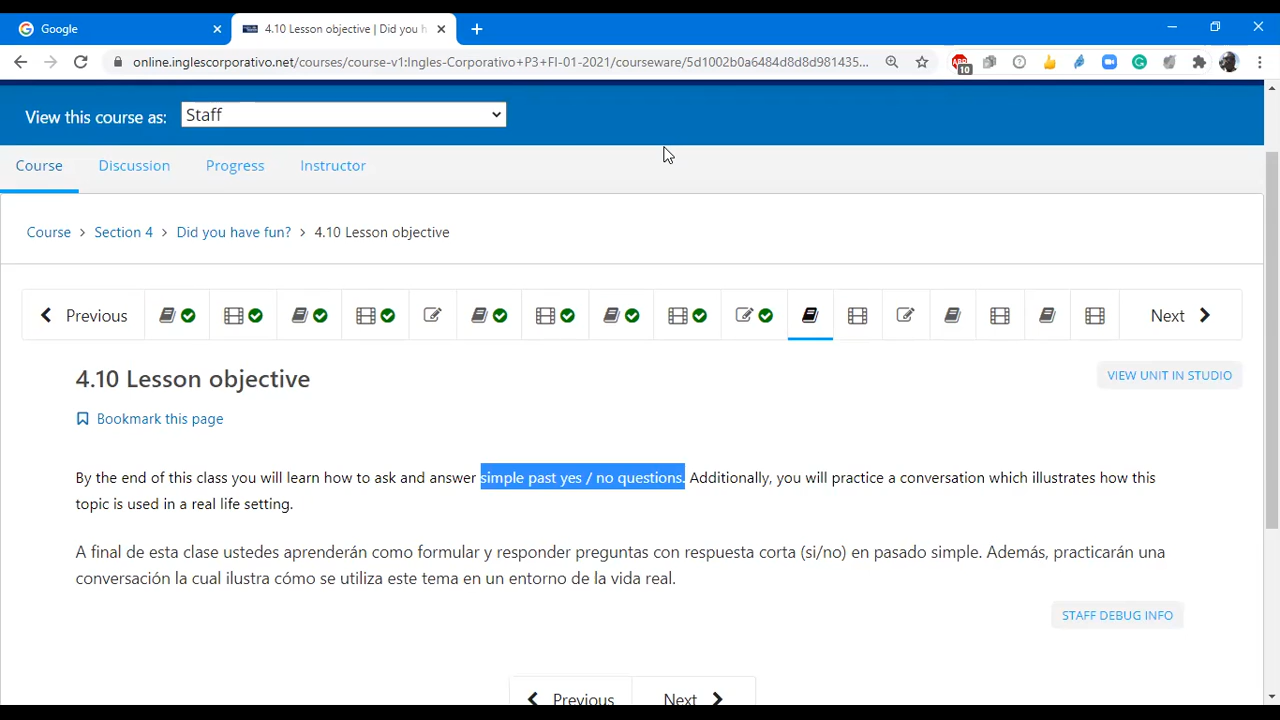 Google
4.10 Lesson objective | Did you h
online.inglescorporativo.net/courses/course-v1:Ingles-Corporativo+P3+FI-01-2021/courseware/5d1002b0a6484d8d8d981435...
10
View this course as: Staff
Course Discussion Progress Instructor
Course > Section 4 > Did you have fun? > 4.10 Lesson objective
Previous Next
4.10 Lesson objective
VIEW UNIT IN STUDIO
Bookmark this page
By the end of this class you will learn how to ask and answer simple past yes / no questions. Additionally, you will practice a conversation which illustrates how this
topic is used in a real life setting.
A final de esta clase ustedes aprenderán como formular y responder preguntas con respuesta corta (si/no) en pasado simple. Además, practicarán una
conversación la cual ilustra cómo se utiliza este tema en un entorno de la vida real.
STAFF DEBUG INFO
Previous Next